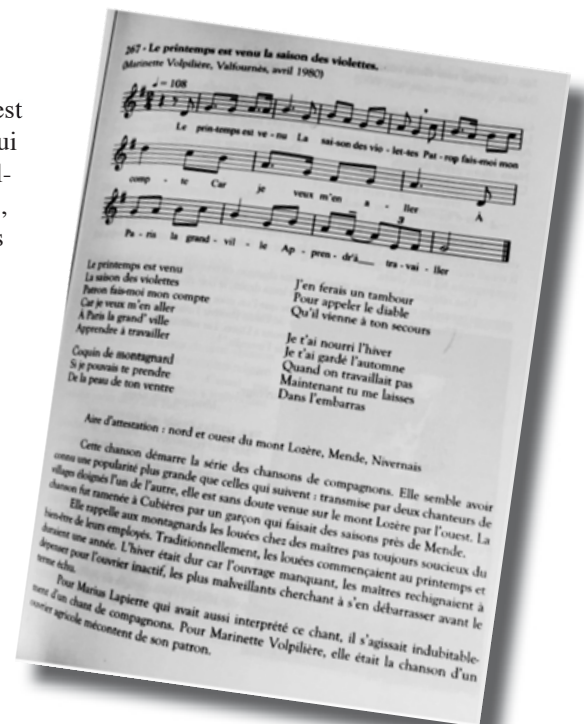 est
ui
l-
,
s
267 - Le printemps est venu la saison des violettes.
(Marinette Volpilière, Valfournès, avril 1980)
♩ = 108
Le prin-temps est ve - nu La sai-son des vio - let-tes Pat-rop fais-moi mon
comp - te Car je veux m'en a - ller À
3
Pa - ris la grand - vil - le Ap - pren - dr'à___ tra - vai - ller
Le printemps est venu
La saison des violettes
Patron fais-moi mon compte
Car je veux m'en aller
À Paris la grand' ville
Apprendre à travailler
Coquin de montagnard
Si je pouvais te prendre
De la peau de ton ventre
J'en ferais un tambour
Pour appeler le diable
Qu'il vienne à ton secours
Je t'ai nourri l'hiver
Je t'ai gardé l'automne
Quand on travaillait pas
Maintenant tu me laisses
Dans l'embarras
Aire d'attestation : nord et ouest du mont Lozère, Mende, Nivernais
Cette chanson démarre la série des chansons de compagnons. Elle semble avoir
connu une popularité plus grande que celles qui suivent : transmise par deux chanteurs de
villages éloignés l'un de l'autre, elle est sans doute venue sur le mont Lozère par l'ouest. La
chanson fut ramenée à Cubières par un garçon qui faisait des saisons près de Mende.
Elle rappelle aux montagnards les louées chez des maîtres pas toujours soucieux du
bien-être de leurs employés. Traditionnellement, les louées commençaient au printemps et
duraient une année. L'hiver était dur car l'ouvrage manquant, les maîtres rechignaient à
dépenser pour l'ouvrier inactif, les plus malveillants cherchant à s'en débarrasser avant le
terme échu.
Pour Marius Lapierre qui avait aussi interprété ce chant, il s'agissait indubitable-
ment d'un chant de compagnons. Pour Marinette Volpilière, elle était la chanson d'un
ouvrier agricole mécontent de son patron.